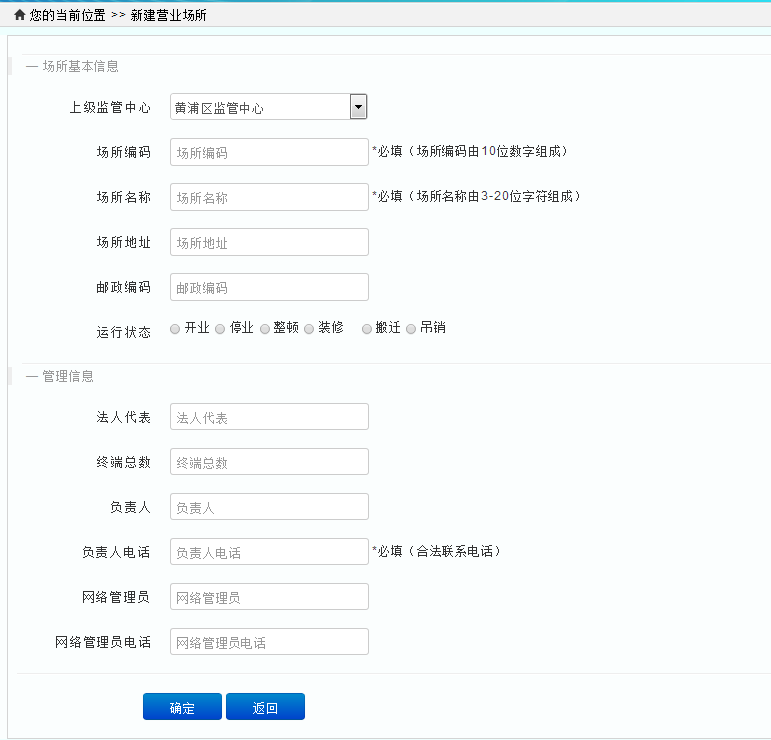 您的当前位置 >> 新建营业场所
— 场所基本信息
上级监管中心 黄浦区监管中心
场所编码 场所编码 *必填（场所编码由10位数字组成）
场所名称 场所名称 *必填（场所名称由3-20位字符组成）
场所地址 场所地址
邮政编码 邮政编码
运行状态 开业 停业 整顿 装修 搬迁 吊销
— 管理信息
法人代表 法人代表
终端总数 终端总数
负责人 负责人
负责人电话 负责人电话 *必填（合法联系电话）
网络管理员 网络管理员
网络管理员电话 网络管理员电话
确定 返回